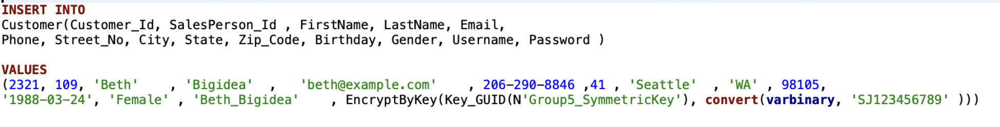 INSERT INTO
Customer(Customer_Id, SalesPerson_Id , FirstName, LastName, Email,
Phone, Street_No, City, State, Zip_Code, Birthday, Gender, Username, Password )
VALUES
(2321, 109, 'Beth' , 'Bigidea' , 'beth@example.com' , 206-290-8846 ,41 , 'Seattle' , 'WA' , 98105,
'1988-03-24', 'Female' , 'Beth_Bigidea' , EncryptByKey(Key_GUID(N'Group5_SymmetricKey'), convert(varbinary, 'SJ123456789' )))